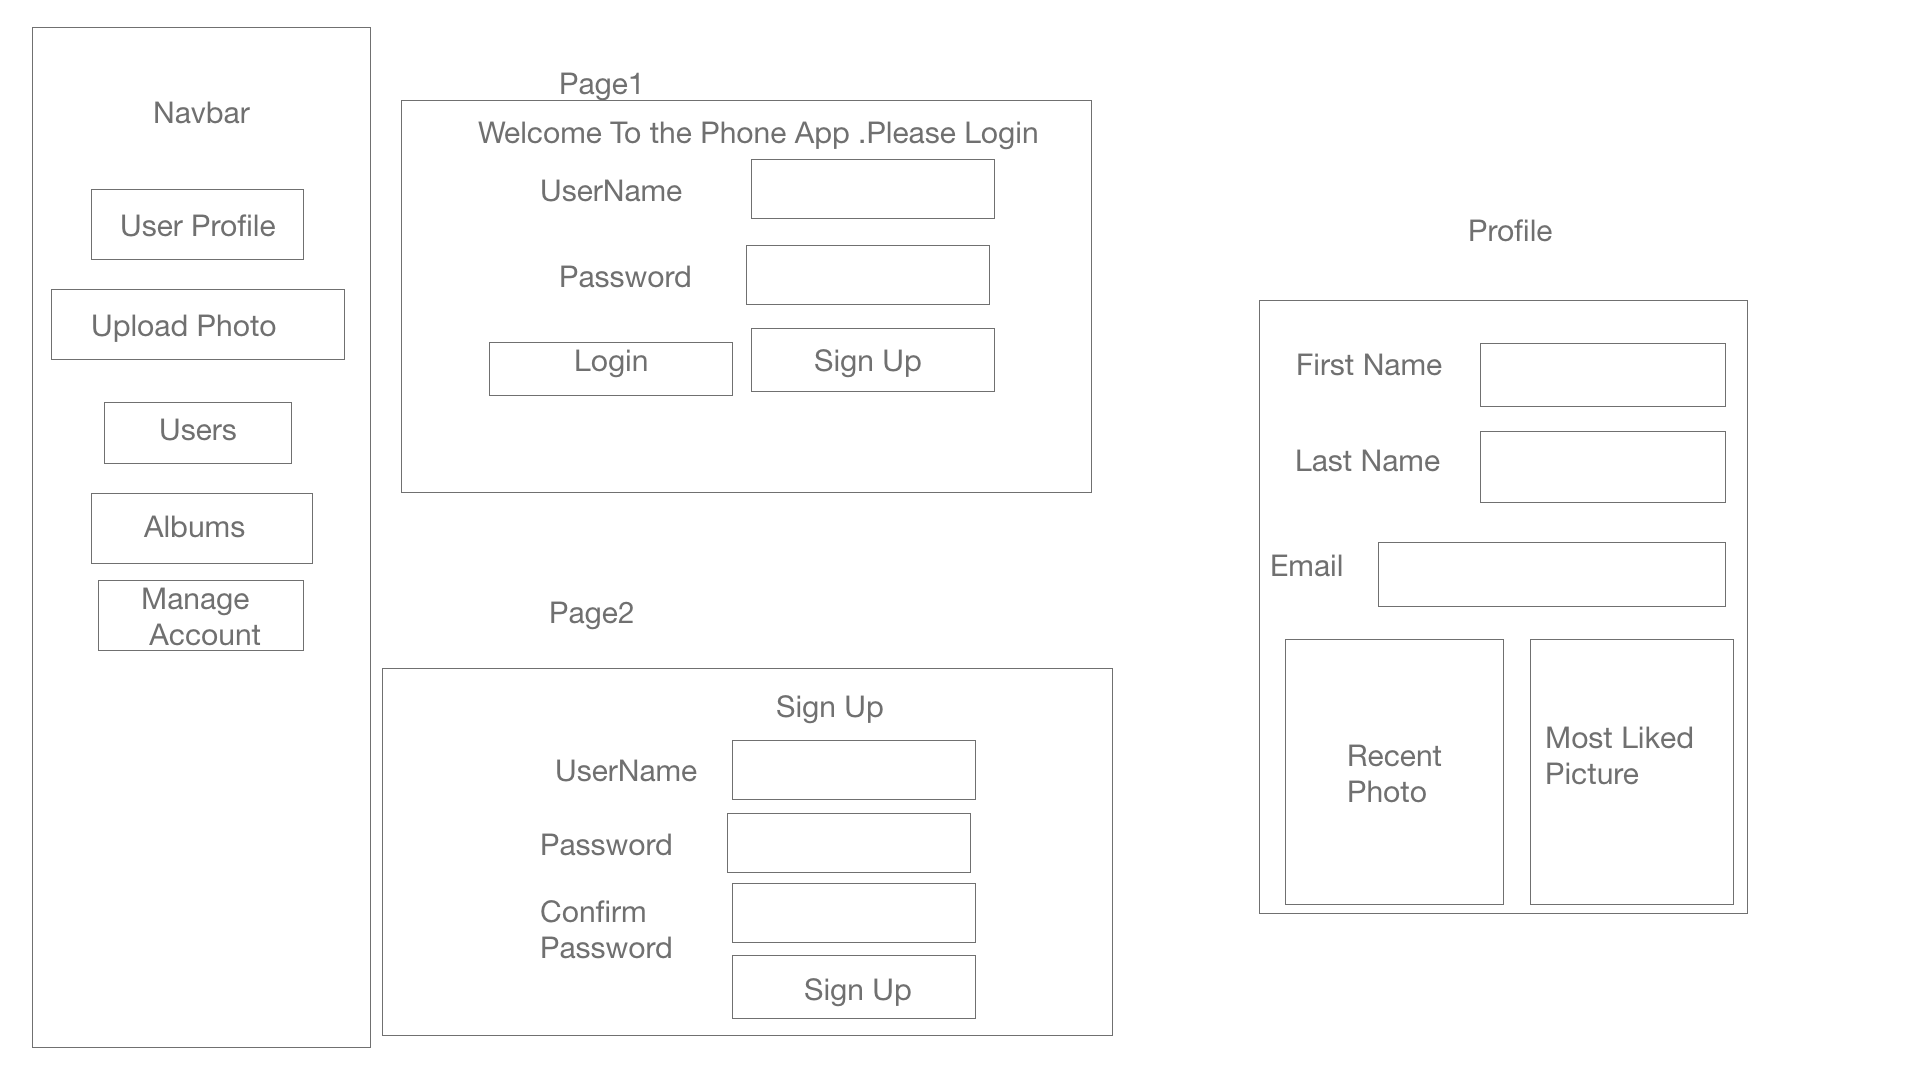 Navbar
User Profile
Upload Photo
Users
Albums
Manage
Account
Page1
Welcome To the Phone App .Please Login
UserName
Password
Login
Sign Up
Page2
Sign Up
UserName
Password
Confirm
Password
Sign Up
Profile
First Name
Last Name
Email
Recent
Photo
Most Liked
Picture